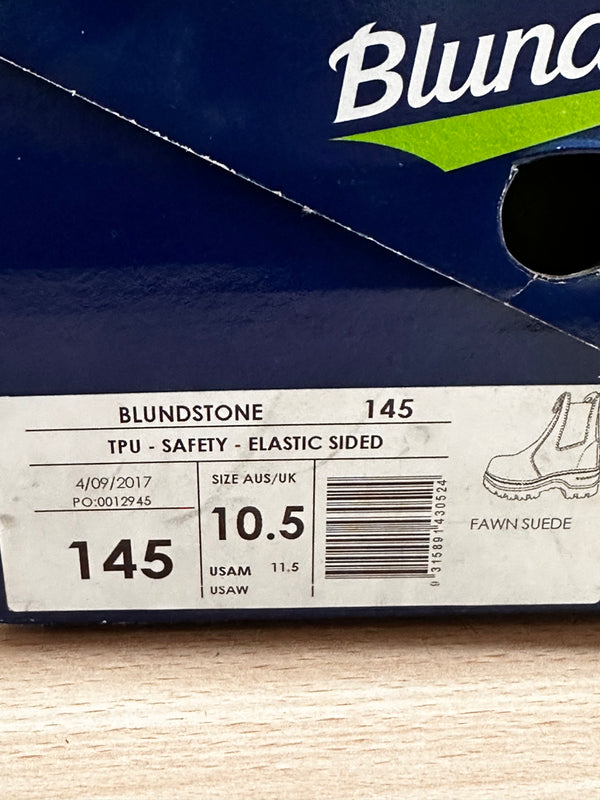 Blund
BLUNDSTONE 145
TPU - SAFETY - ELASTIC SIDED
4/09/2017
PO:0012945
145
SIZE AUS/UK
10.5
USAM 11.5
USAW
9 315891 430524
FAWN SUEDE